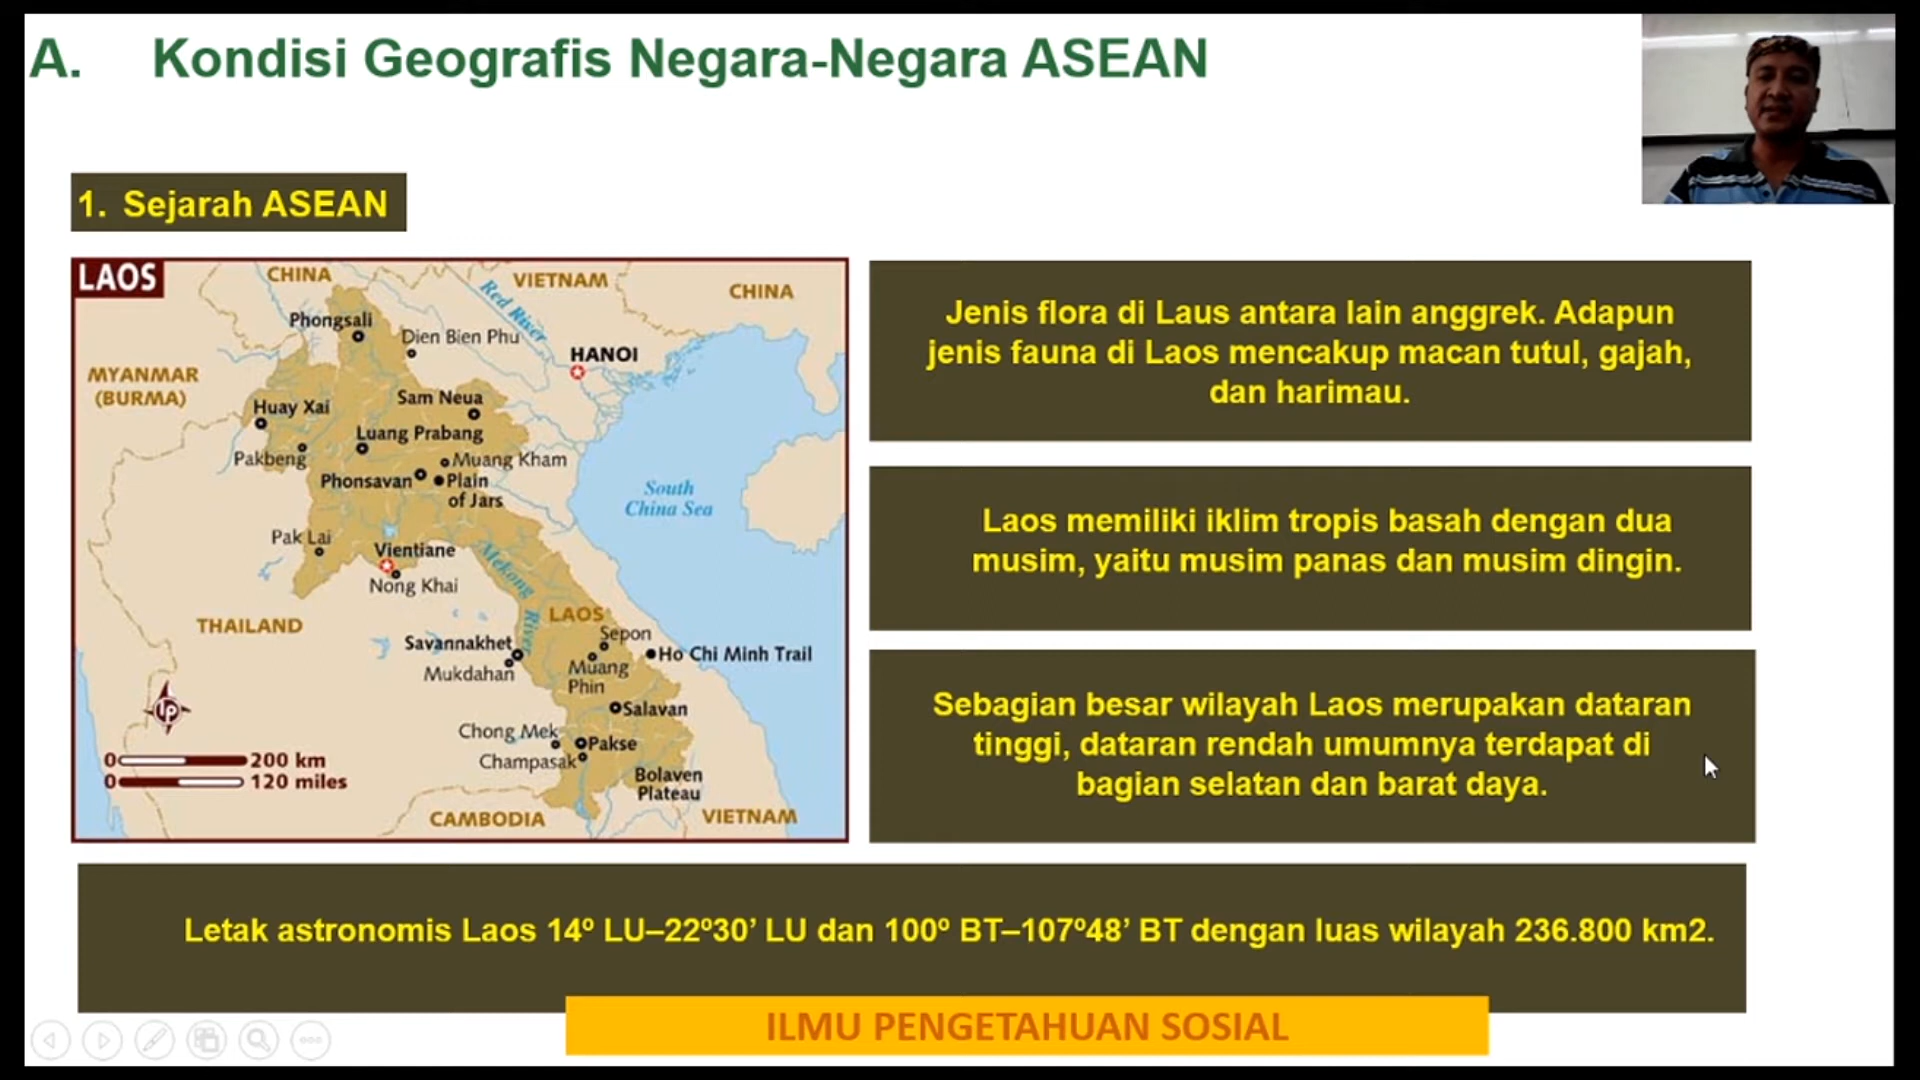 A. Kondisi Geografis Negara-Negara ASEAN
1. Sejarah ASEAN
LAOS
CHINA
VIETNAM
CHINA
Red River
Phongsali
Dien Bien Phu
HANOI
MYANMAR
(BURMA)
Sam Neua
Huay Xai
Luang Prabang
Pakbeng
Muang Kham
Phonsavan
Plain
of Jars
South
China Sea
Pak Lai
Vientiane
Nong Khai
Mekong River
THAILAND
LAOS
Sepon
Savannakhet
Ho Chi Minh Trail
Mukdahan
Muang
Phin
Salavan
Chong Mek
Pakse
Champasak
Bolaven
Plateau
lp
0 200 km
0 120 miles
CAMBODIA
VIETNAM
Jenis flora di Laus antara lain anggrek. Adapun
jenis fauna di Laos mencakup macan tutul, gajah,
dan harimau.
Laos memiliki iklim tropis basah dengan dua
musim, yaitu musim panas dan musim dingin.
Sebagian besar wilayah Laos merupakan dataran
tinggi, dataran rendah umumnya terdapat di
bagian selatan dan barat daya.
Letak astronomis Laos 14º LU–22º30’ LU dan 100º BT–107º48’ BT dengan luas wilayah 236.800 km2.
ILMU PENGETAHUAN SOSIAL